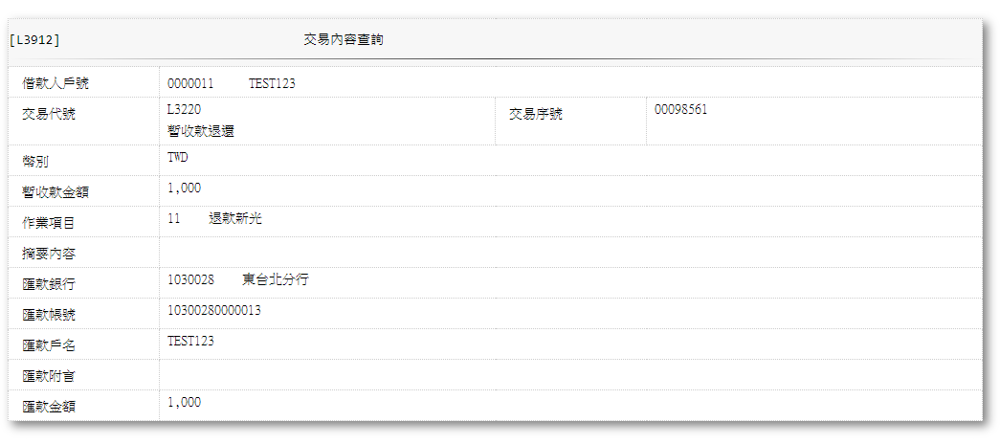 [L3912] 交易內容查詢
借款人戶號 0000011 TEST123
交易代號 L3220 交易序號 00098561
暫收款退還
幣別 TWD
暫收款金額 1,000
作業項目 11 退款新光
摘要內容
匯款銀行 1030028 東台北分行
匯款帳號 10300280000013
匯款戶名 TEST123
匯款附言
匯款金額 1,000